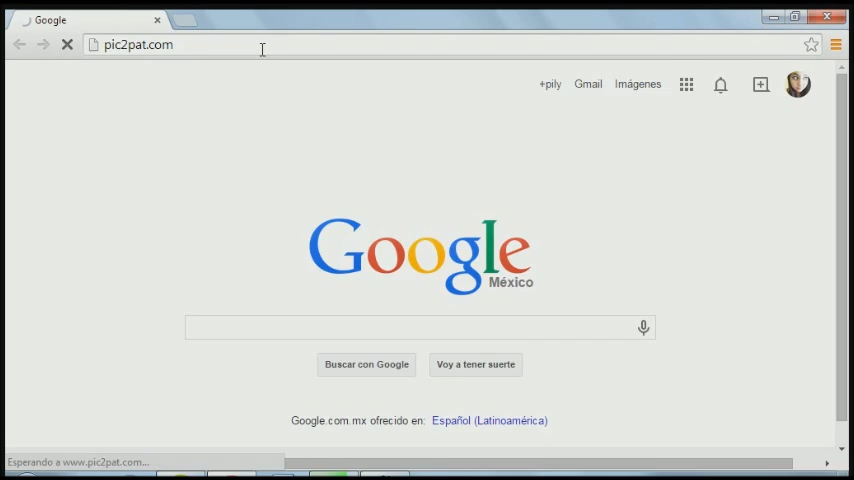 Google
pic2pat.com
+pily Gmail Imágenes
Google
México
Buscar con Google Voy a tener suerte
Google.com.mx ofrecido en: Español (Latinoamérica)
Esperando a www.pic2pat.com...